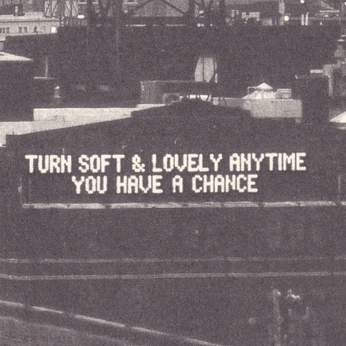 TURN SOFT & LOVELY ANYTIME
YOU HAVE A CHANCE